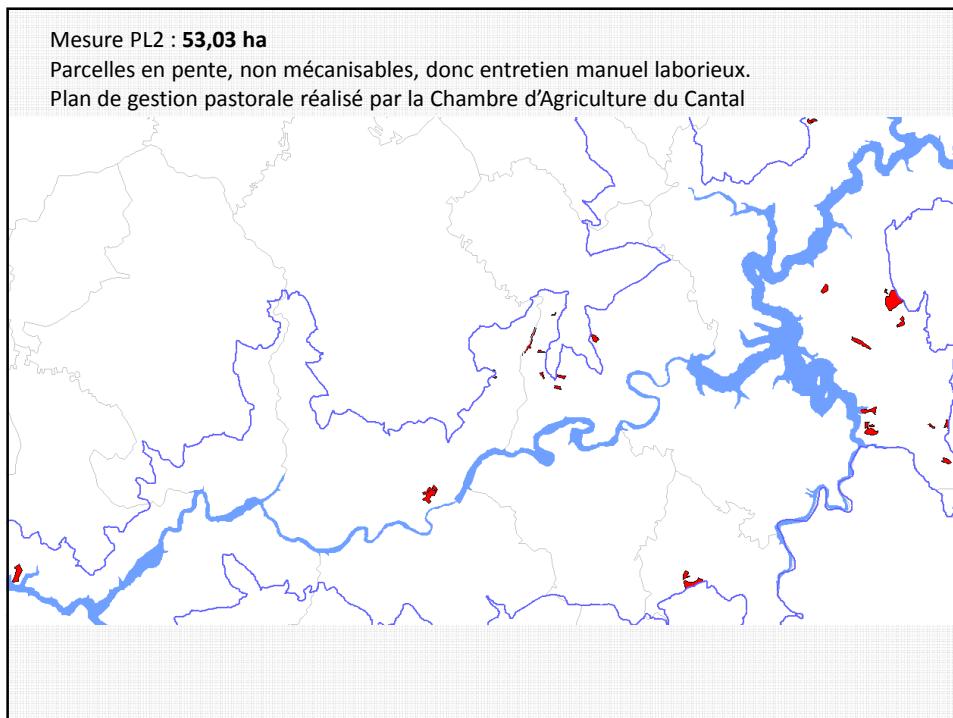 Mesure PL2 : 53,03 ha
Parcelles en pente, non mécanisables, donc entretien manuel laborieux.
Plan de gestion pastorale réalisé par la Chambre d’Agriculture du Cantal